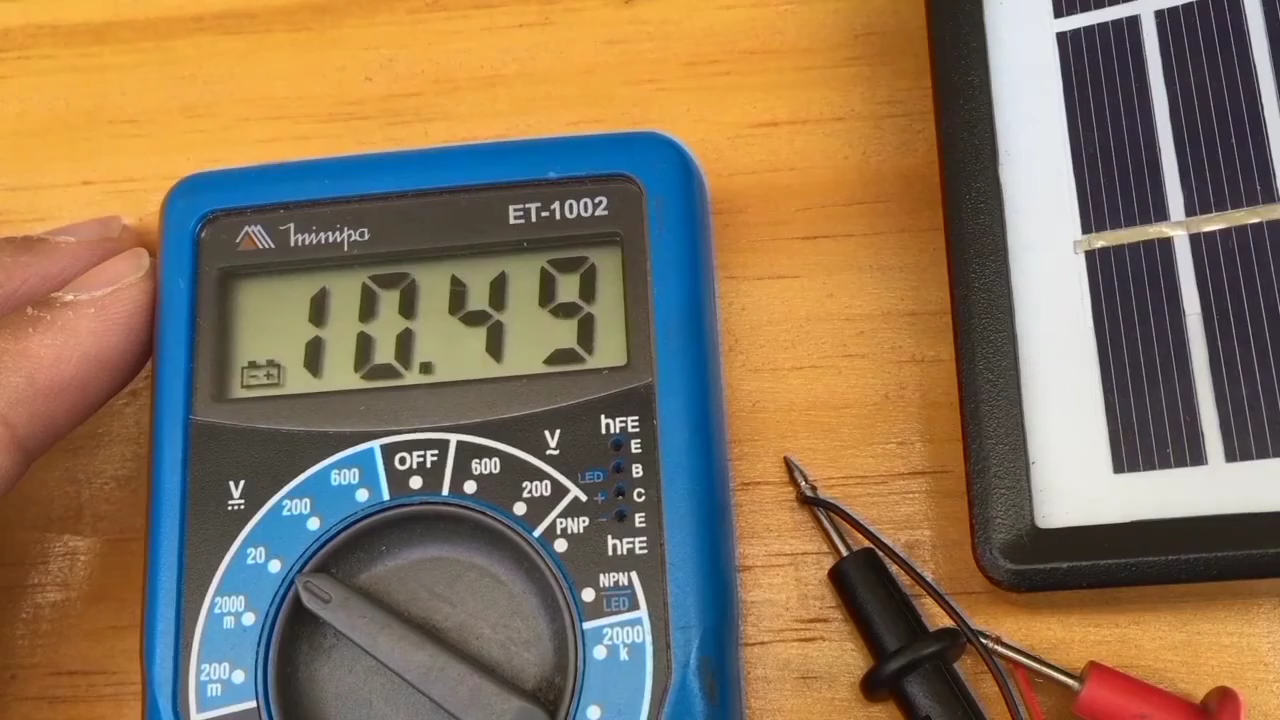 ET-1002
Minipa
10.49
hFE
E
B
C
E
hFE
LED
+
−
V
V
OFF
600
200
600
200
20
2000
m
200
m
PNP
NPN
LED
2000
k